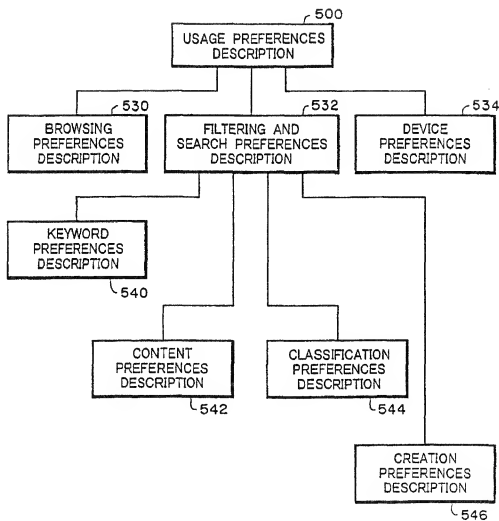 500
USAGE PREFERENCES
DESCRIPTION
530
532
534
BROWSING
PREFERENCES
DESCRIPTION
FILTERING AND
SEARCH PREFERENCES
DESCRIPTION
DEVICE
PREFERENCES
DESCRIPTION
KEYWORD
PREFERENCES
DESCRIPTION
540
CONTENT
PREFERENCES
DESCRIPTION
542
CLASSIFICATION
PREFERENCES
DESCRIPTION
544
CREATION
PREFERENCES
DESCRIPTION
546